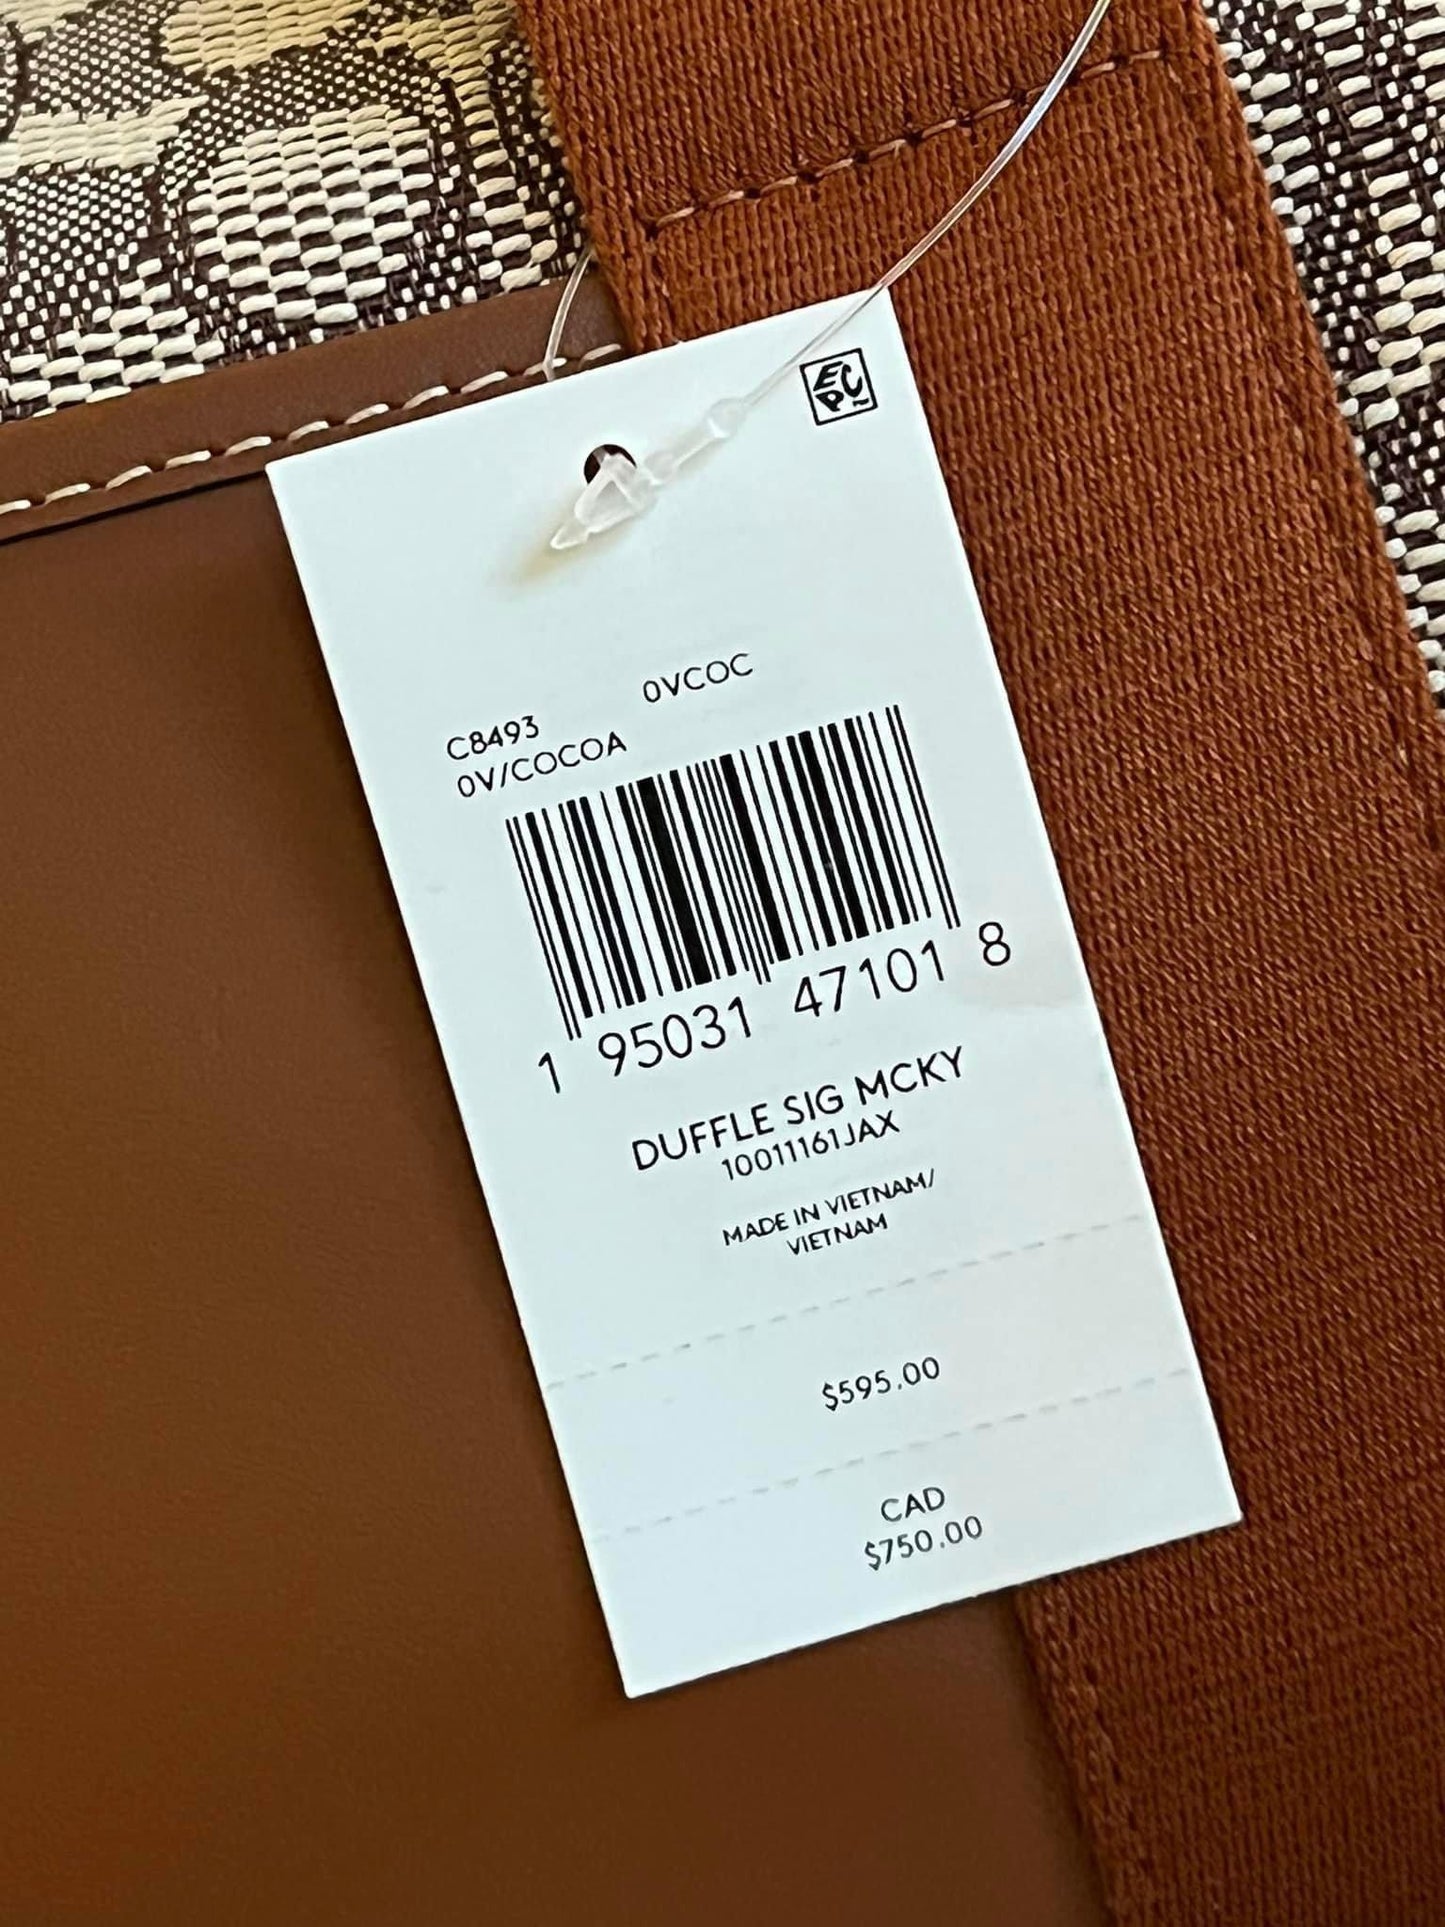 EPC
0VCOC
C8493
0V/COCOA
1 95031 47101 8
DUFFLE SIG MCKY
10011161JAX
MADE IN VIETNAM/
VIETNAM
$595.00
CAD
$750.00